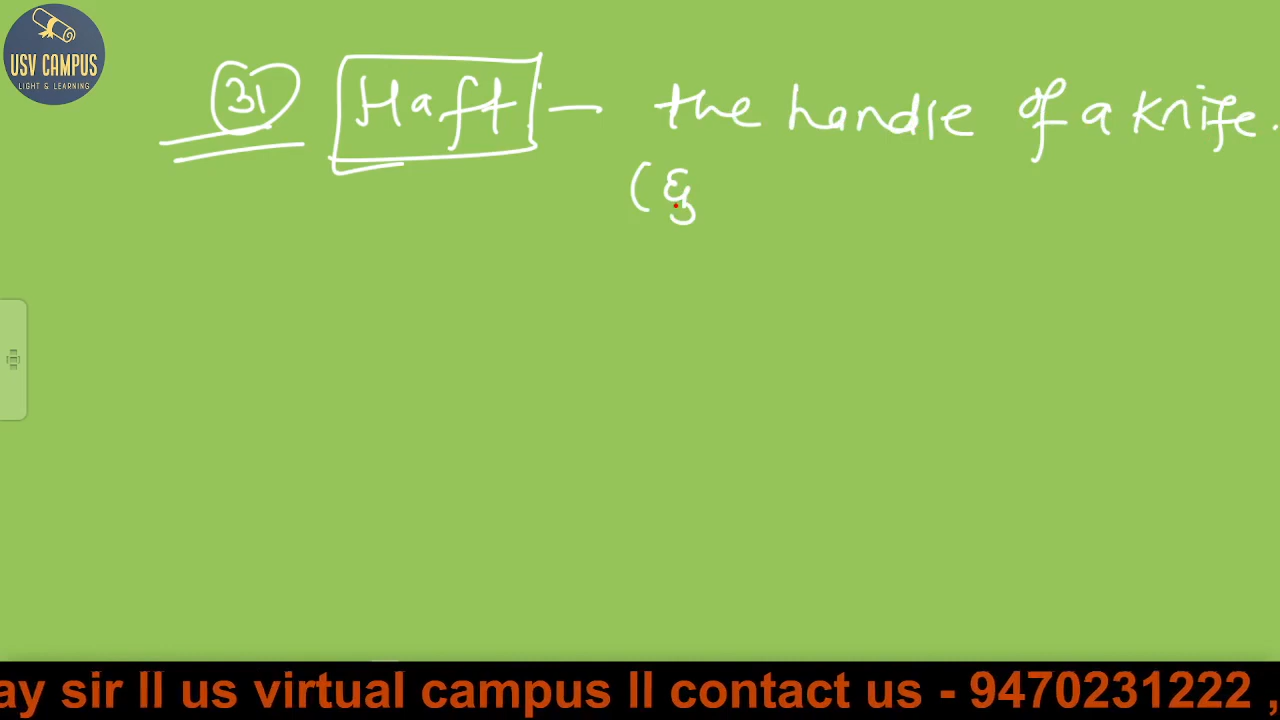 USV CAMPUS
LIGHT & LEARNING
31 Haft — the handle of a knife.
(
ay sir ll us virtual campus ll contact us - 9470231222 ,